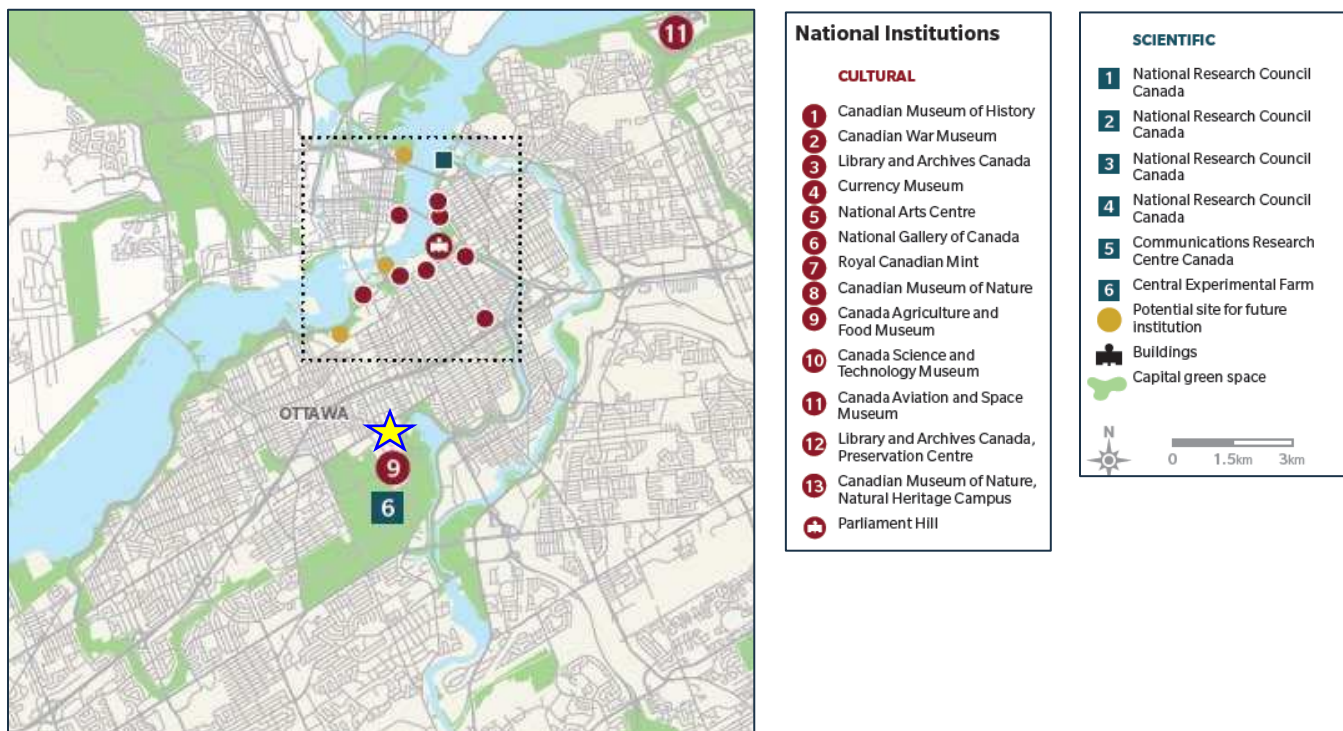 11
OTTAWA
9
6
National Institutions
CULTURAL
1 Canadian Museum of History
2 Canadian War Museum
3 Library and Archives Canada
4 Currency Museum
5 National Arts Centre
6 National Gallery of Canada
7 Royal Canadian Mint
8 Canadian Museum of Nature
9 Canada Agriculture and
Food Museum
10 Canada Science and
Technology Museum
11 Canada Aviation and Space
Museum
12 Library and Archives Canada,
Preservation Centre
13 Canadian Museum of Nature,
Natural Heritage Campus
Parliament Hill
SCIENTIFIC
1 National Research Council
Canada
2 National Research Council
Canada
3 National Research Council
Canada
4 National Research Council
Canada
5 Communications Research
Centre Canada
6 Central Experimental Farm
Potential site for future
institution
Buildings
Capital green space
N
0 1.5km 3km